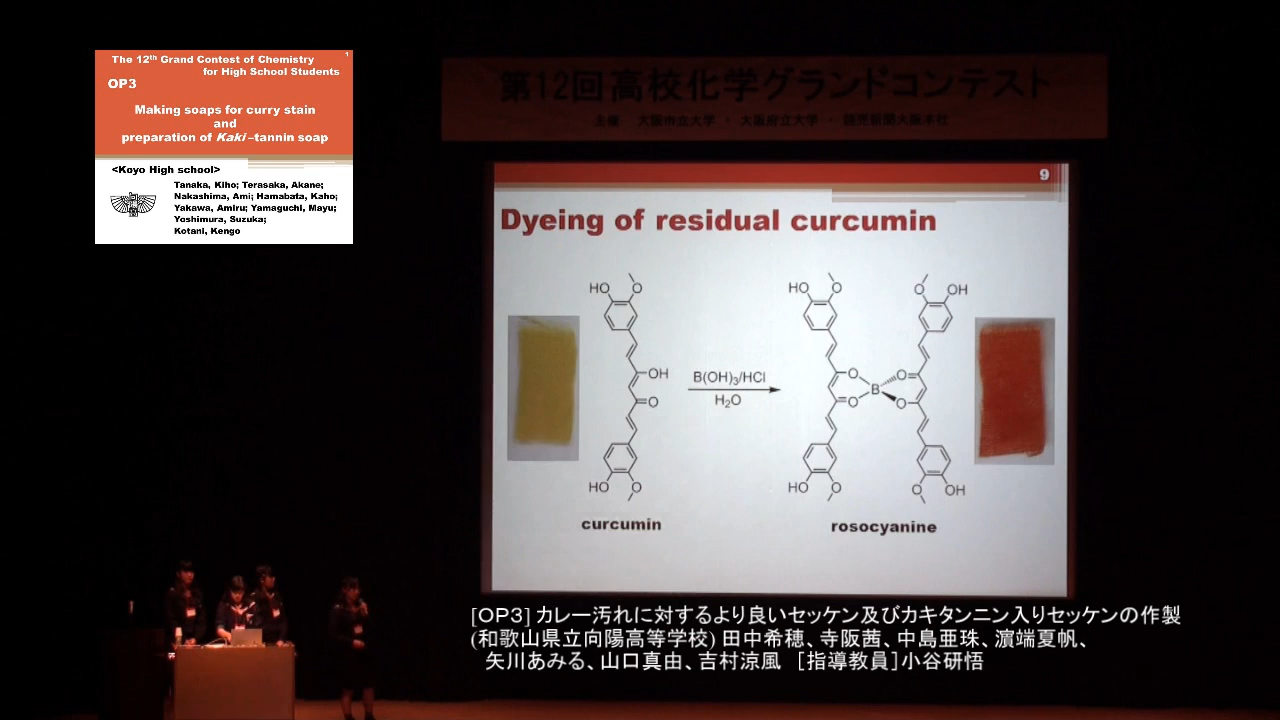 The 12th Grand Contest of Chemistry
for High School Students
1
OP3
Making soaps for curry stain
and
preparation of Kaki–tannin soap
<Koyo High school>
Tanaka, Kiho; Terasaka, Akane;
Nakashima, Ami; Hamabata, Kaho;
Yakawa, Amiru; Yamaguchi, Mayu;
Yoshimura, Suzuka;
Kotani, Kengo
第12回高校化学グランドコンテスト
主催 大阪市立大学 ・ 大阪府立大学 ・ 読売新聞大阪本社
9
Dyeing of residual curcumin
HO O
OH
O
HO O
B(OH)3/HCl
H2O
HO O O OH
O O
B
O O
HO O O OH
curcumin
rosocyanine
[OP3] カレー汚れに対するより良いセッケン及びカキタンニン入りセッケンの作製
(和歌山県立向陽高等学校) 田中希穂、寺阪茜、中島亜珠、濵端夏帆、
矢川あみる、山口真由、吉村涼風 [指導教員]小谷研悟